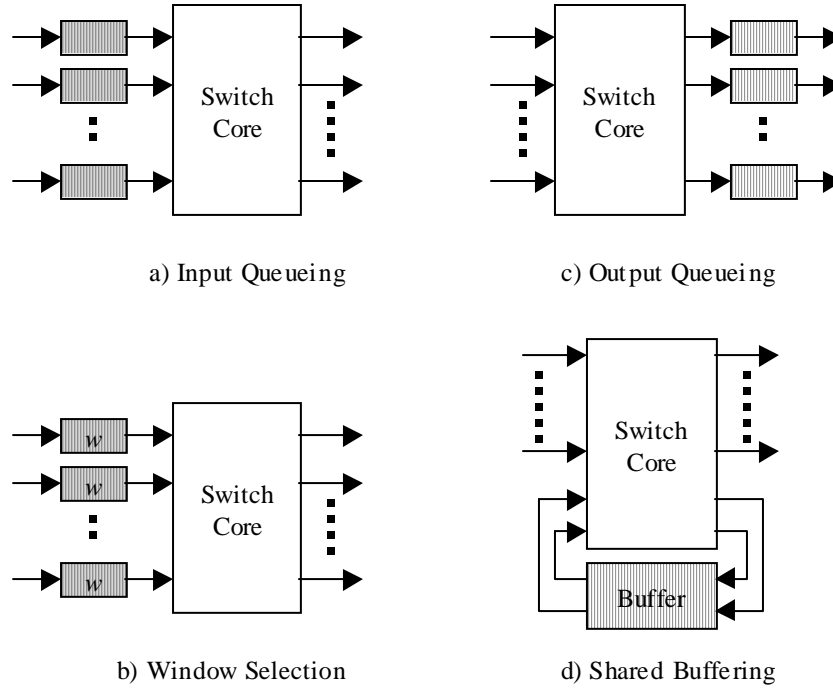 Switch
Core
a) Input Queueing
Switch
Core
c) Output Queueing
w
w
w
Switch
Core
b) Window Selection
Switch
Core
Buffer
d) Shared Buffering